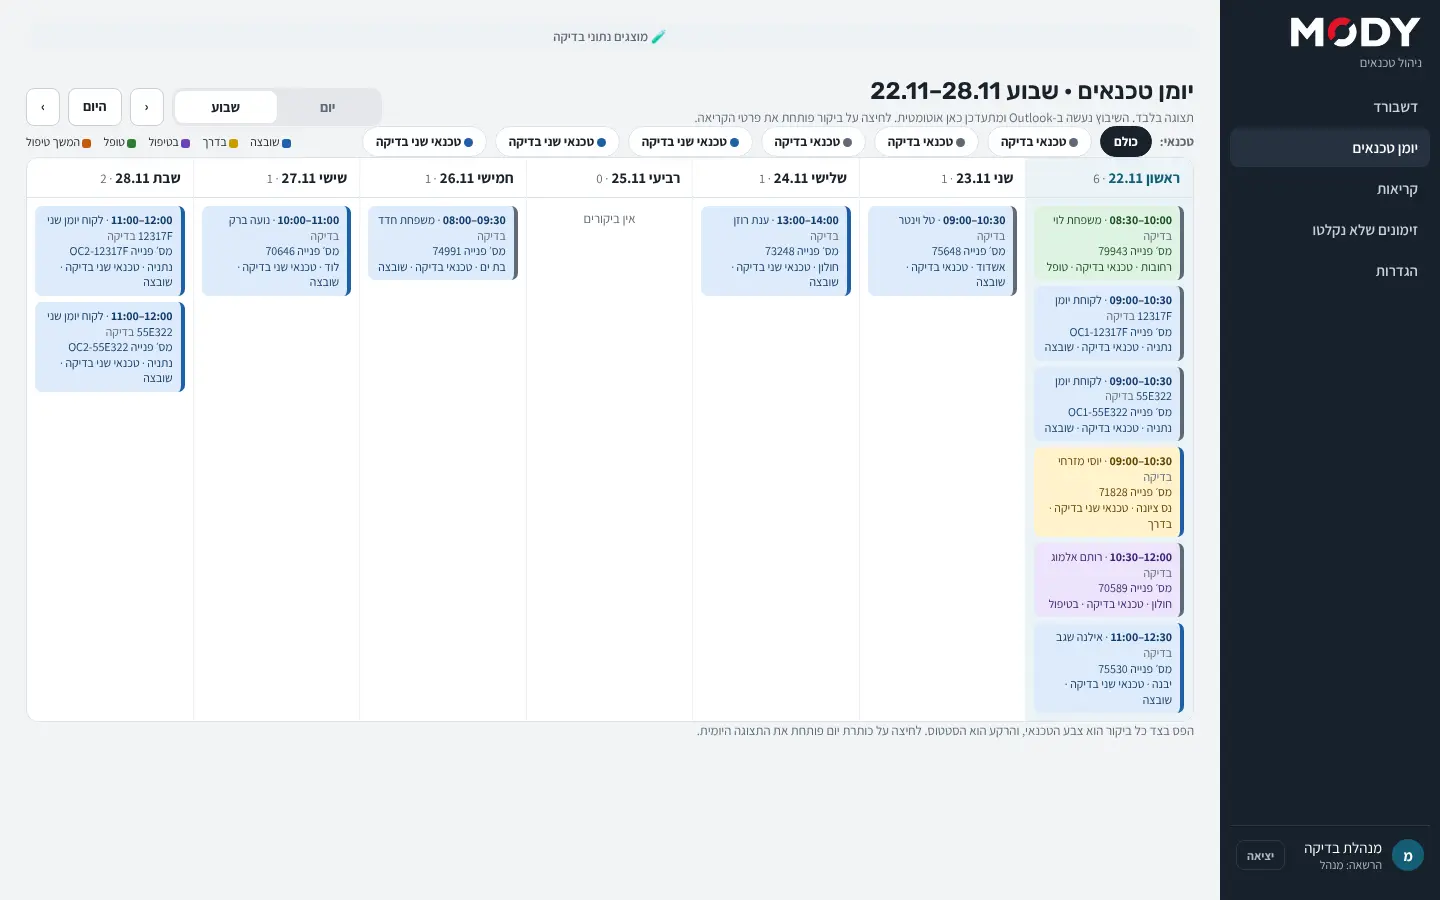 MODY
ניהול טכנאים
דשבורד
יומן טכנאים
קריאות
זימונים שלא נקלטו
הגדרות
מנהלת בדיקה
הרשאה: מנהל
יציאה
מ
🧪 מוצגים נתוני בדיקה
יומן טכנאים • שבוע 22.11–28.11
תצוגה בלבד. השיבוץ נעשה ב-Outlook ומתעדכן כאן אוטומטית. לחיצה על ביקור פותחת את פרטי הקריאה.
יום
שבוע
›
היום
‹
טכנאי:
כולם
טכנאי בדיקה
טכנאי בדיקה
טכנאי בדיקה
טכנאי שני בדיקה
טכנאי שני בדיקה
טכנאי שני בדיקה
שובצה
בדרך
בטיפול
טופל
המשך טיפול
ראשון 22.11 · 6
08:30–10:00 · משפחת לוי
בדיקה
מס׳ פנייה 79943
רחובות · טכנאי בדיקה · טופל
09:00–10:30 · לקוחת יומן
12317F בדיקה
מס׳ פנייה OC1-12317F
נתניה · טכנאי בדיקה · שובצה
09:00–10:30 · לקוחת יומן
55E322 בדיקה
מס׳ פנייה OC1-55E322
נתניה · טכנאי בדיקה · שובצה
09:00–10:30 · יוסי מזרחי
בדיקה
מס׳ פנייה 71828
נס ציונה · טכנאי שני בדיקה ·
בדרך
10:30–12:00 · רותם אלמוג
בדיקה
מס׳ פנייה 70589
חולון · טכנאי בדיקה · בטיפול
11:00–12:30 · אילנה שגב
בדיקה
מס׳ פנייה 75530
יבנה · טכנאי שני בדיקה ·
שובצה
שני 23.11 · 1
09:00–10:30 · טל וינטר
בדיקה
מס׳ פנייה 75648
אשדוד · טכנאי בדיקה ·
שובצה
שלישי 24.11 · 1
13:00–14:00 · ענת רוזן
בדיקה
מס׳ פנייה 73248
חולון · טכנאי שני בדיקה ·
שובצה
רביעי 25.11 · 0
אין ביקורים
חמישי 26.11 · 1
08:00–09:30 · משפחת חדד
בדיקה
מס׳ פנייה 74991
בת ים · טכנאי בדיקה · שובצה
שישי 27.11 · 1
10:00–11:00 · נועה ברק
בדיקה
מס׳ פנייה 70646
לוד · טכנאי שני בדיקה ·
שובצה
שבת 28.11 · 2
11:00–12:00 · לקוח יומן שני
12317F בדיקה
מס׳ פנייה OC2-12317F
נתניה · טכנאי שני בדיקה ·
שובצה
11:00–12:00 · לקוח יומן שני
55E322 בדיקה
מס׳ פנייה OC2-55E322
נתניה · טכנאי שני בדיקה ·
שובצה
הפס בצד כל ביקור הוא צבע הטכנאי, והרקע הוא הסטטוס. לחיצה על כותרת יום פותחת את התצוגה היומית.